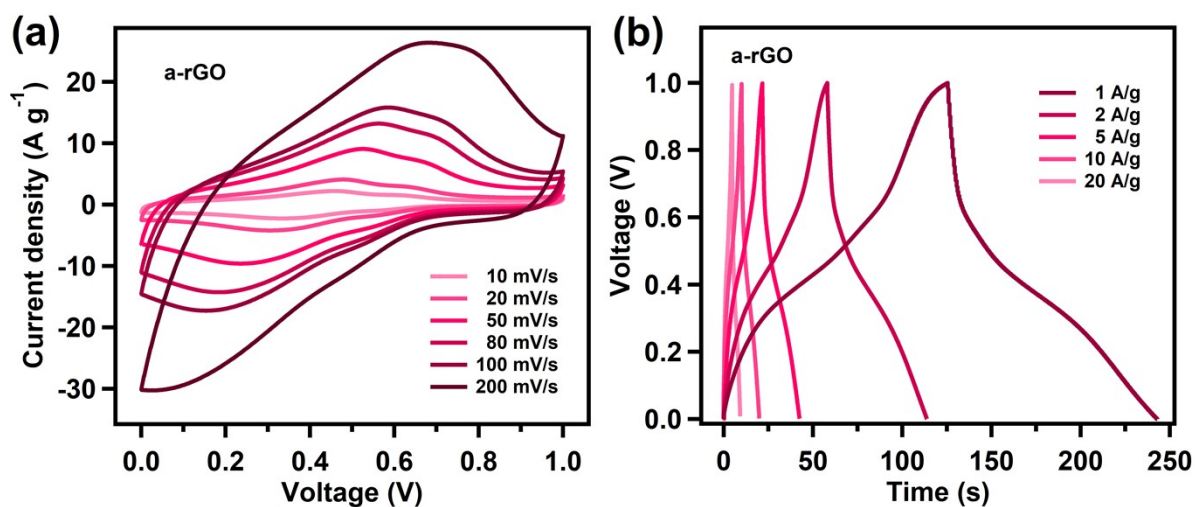 (a)
a-rGO
Current density (A g⁻¹)
20
10
0
-10
-20
-30
10 mV/s
20 mV/s
50 mV/s
80 mV/s
100 mV/s
200 mV/s
0.0 0.2 0.4 0.6 0.8 1.0
Voltage (V)
(b)
a-rGO
Voltage (V)
1.0
0.8
0.6
0.4
0.2
0.0
1 A/g
2 A/g
5 A/g
10 A/g
20 A/g
0 50 100 150 200 250
Time (s)